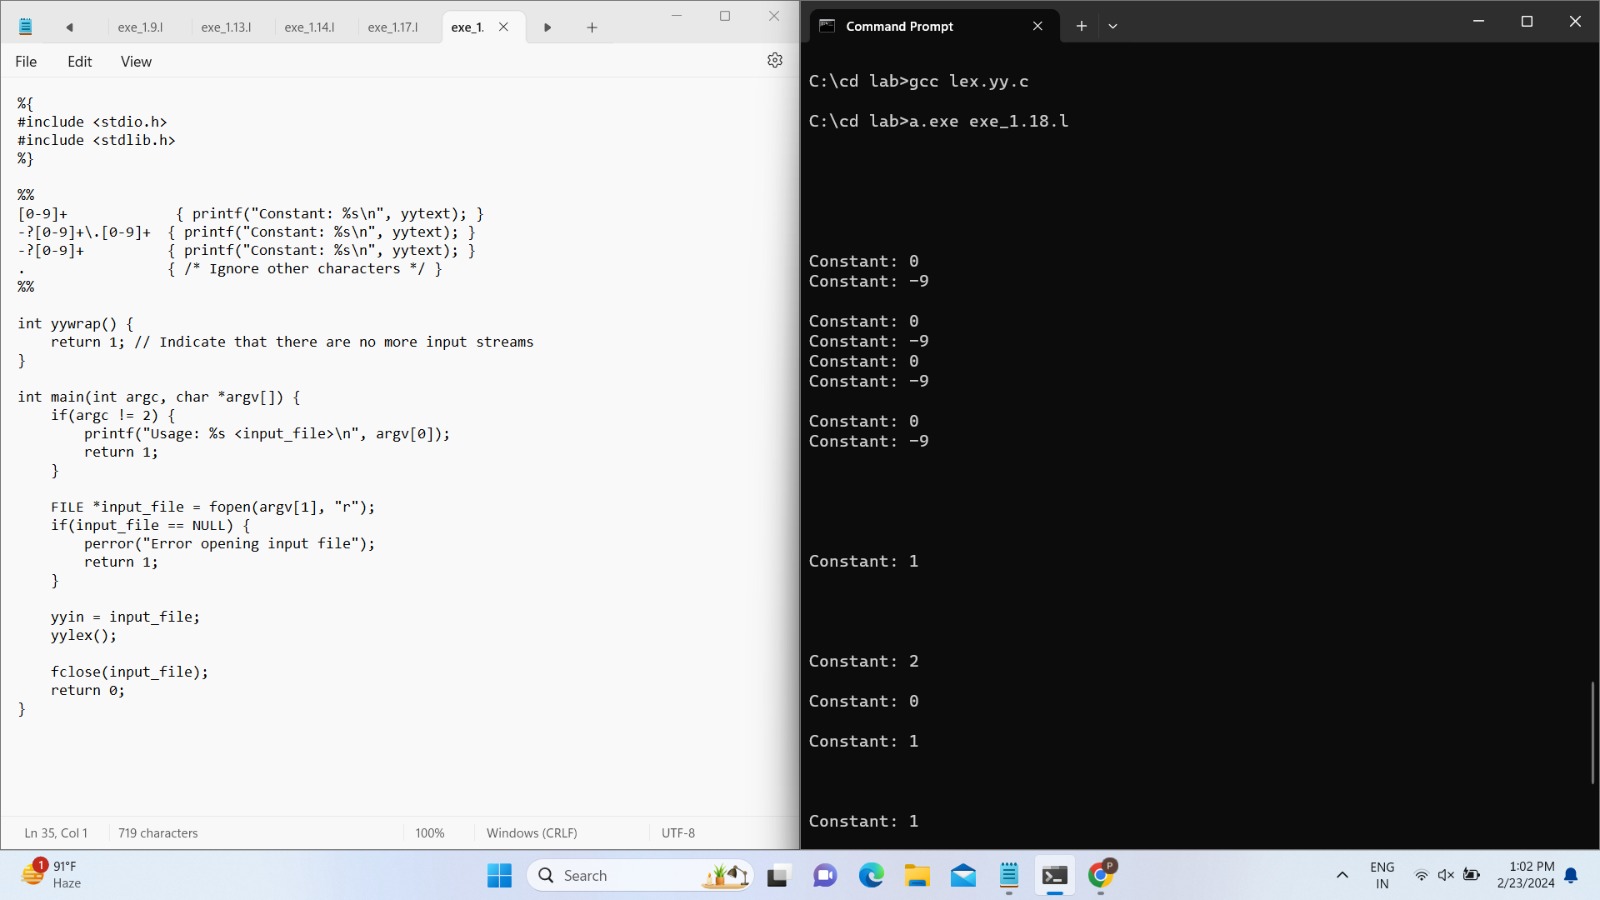 exe_1.9.l
exe_1.13.l
exe_1.14.l
exe_1.17.l
exe_1.
File
Edit
View
%{
#include <stdio.h>
#include <stdlib.h>
%}
%%
[0-9]+             { printf("Constant: %s\n", yytext); }
-?[0-9]+\.[0-9]+  { printf("Constant: %s\n", yytext); }
-?[0-9]+          { printf("Constant: %s\n", yytext); }
.                 { /* Ignore other characters */ }
%%
int yywrap() {
    return 1; // Indicate that there are no more input streams
}
int main(int argc, char *argv[]) {
    if(argc != 2) {
        printf("Usage: %s <input_file>\n", argv[0]);
        return 1;
    }
    FILE *input_file = fopen(argv[1], "r");
    if(input_file == NULL) {
        perror("Error opening input file");
        return 1;
    }
    yyin = input_file;
    yylex();
    fclose(input_file);
    return 0;
}
Ln 35, Col 1
719 characters
100%
Windows (CRLF)
UTF-8
Command Prompt
C:\cd lab>gcc lex.yy.c
C:\cd lab>a.exe exe_1.18.l
Constant: 0
Constant: -9
Constant: 0
Constant: -9
Constant: 0
Constant: -9
Constant: 0
Constant: -9
Constant: 1
Constant: 2
Constant: 0
Constant: 1
Constant: 1
1
91°F
Haze
Search
P
ENG
IN
1:02 PM
2/23/2024